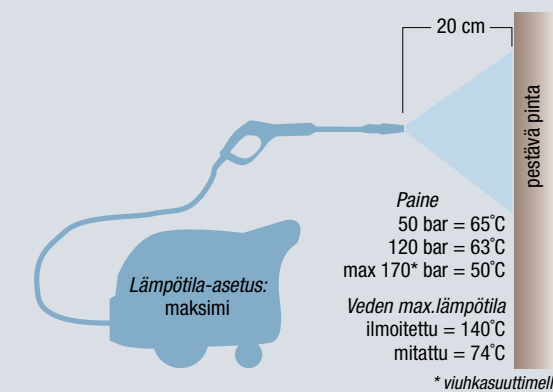 20 cm
pestävä pinta
Paine
50 bar = 65°C
120 bar = 63°C
max 170* bar = 50°C
Lämpötila-asetus:
maksimi
Veden max.lämpötila
ilmoitettu = 140°C
mitattu = 74°C
* viuhkasuuttimell